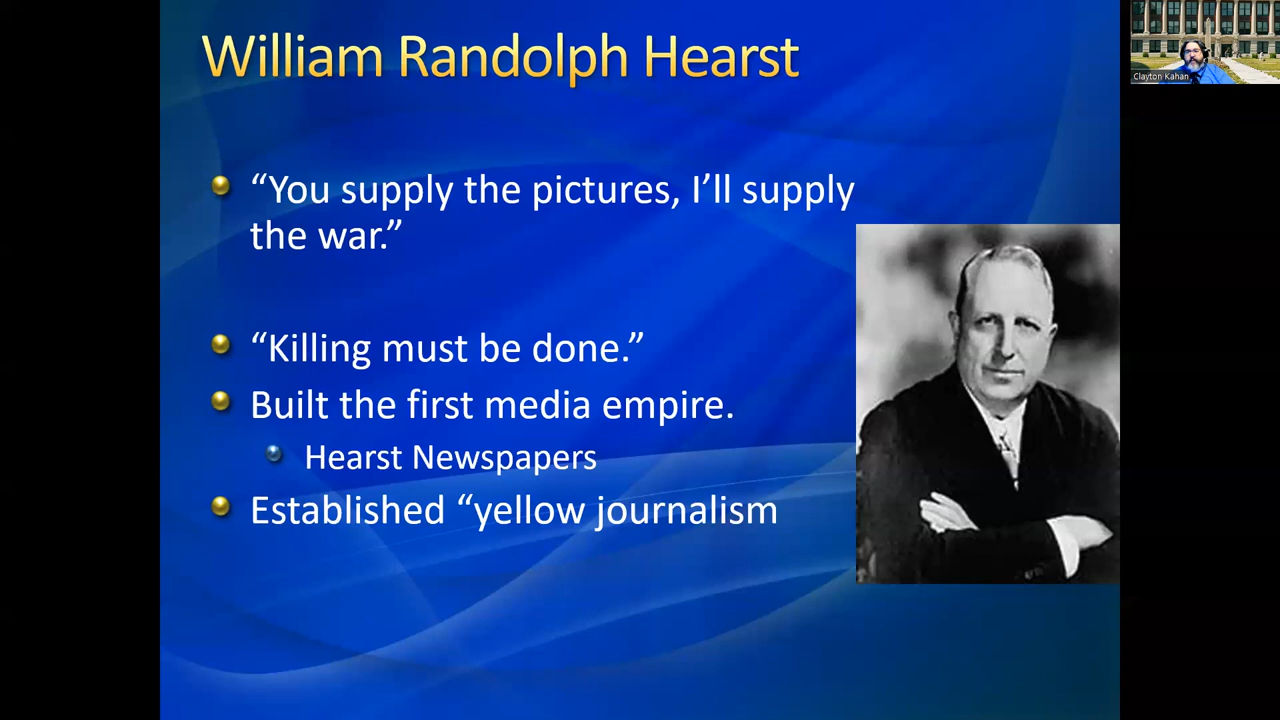 William Randolph Hearst
“You supply the pictures, I’ll supply
the war.”
“Killing must be done.”
Built the first media empire.
Hearst Newspapers
Established “yellow journalism
Clayton Kahan